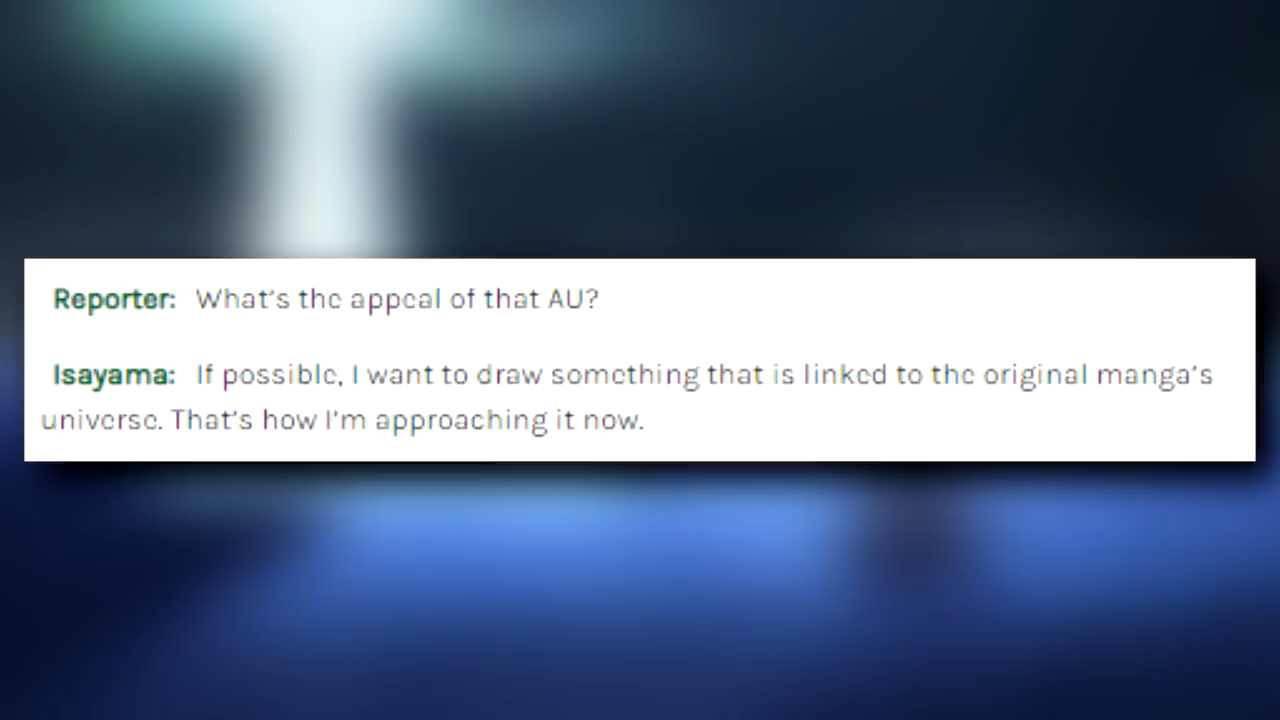 Reporter: What's the appeal of that AU?
Isayama: If possible, I want to draw something that is linked to the original manga's
universe. That's how I'm approaching it now.